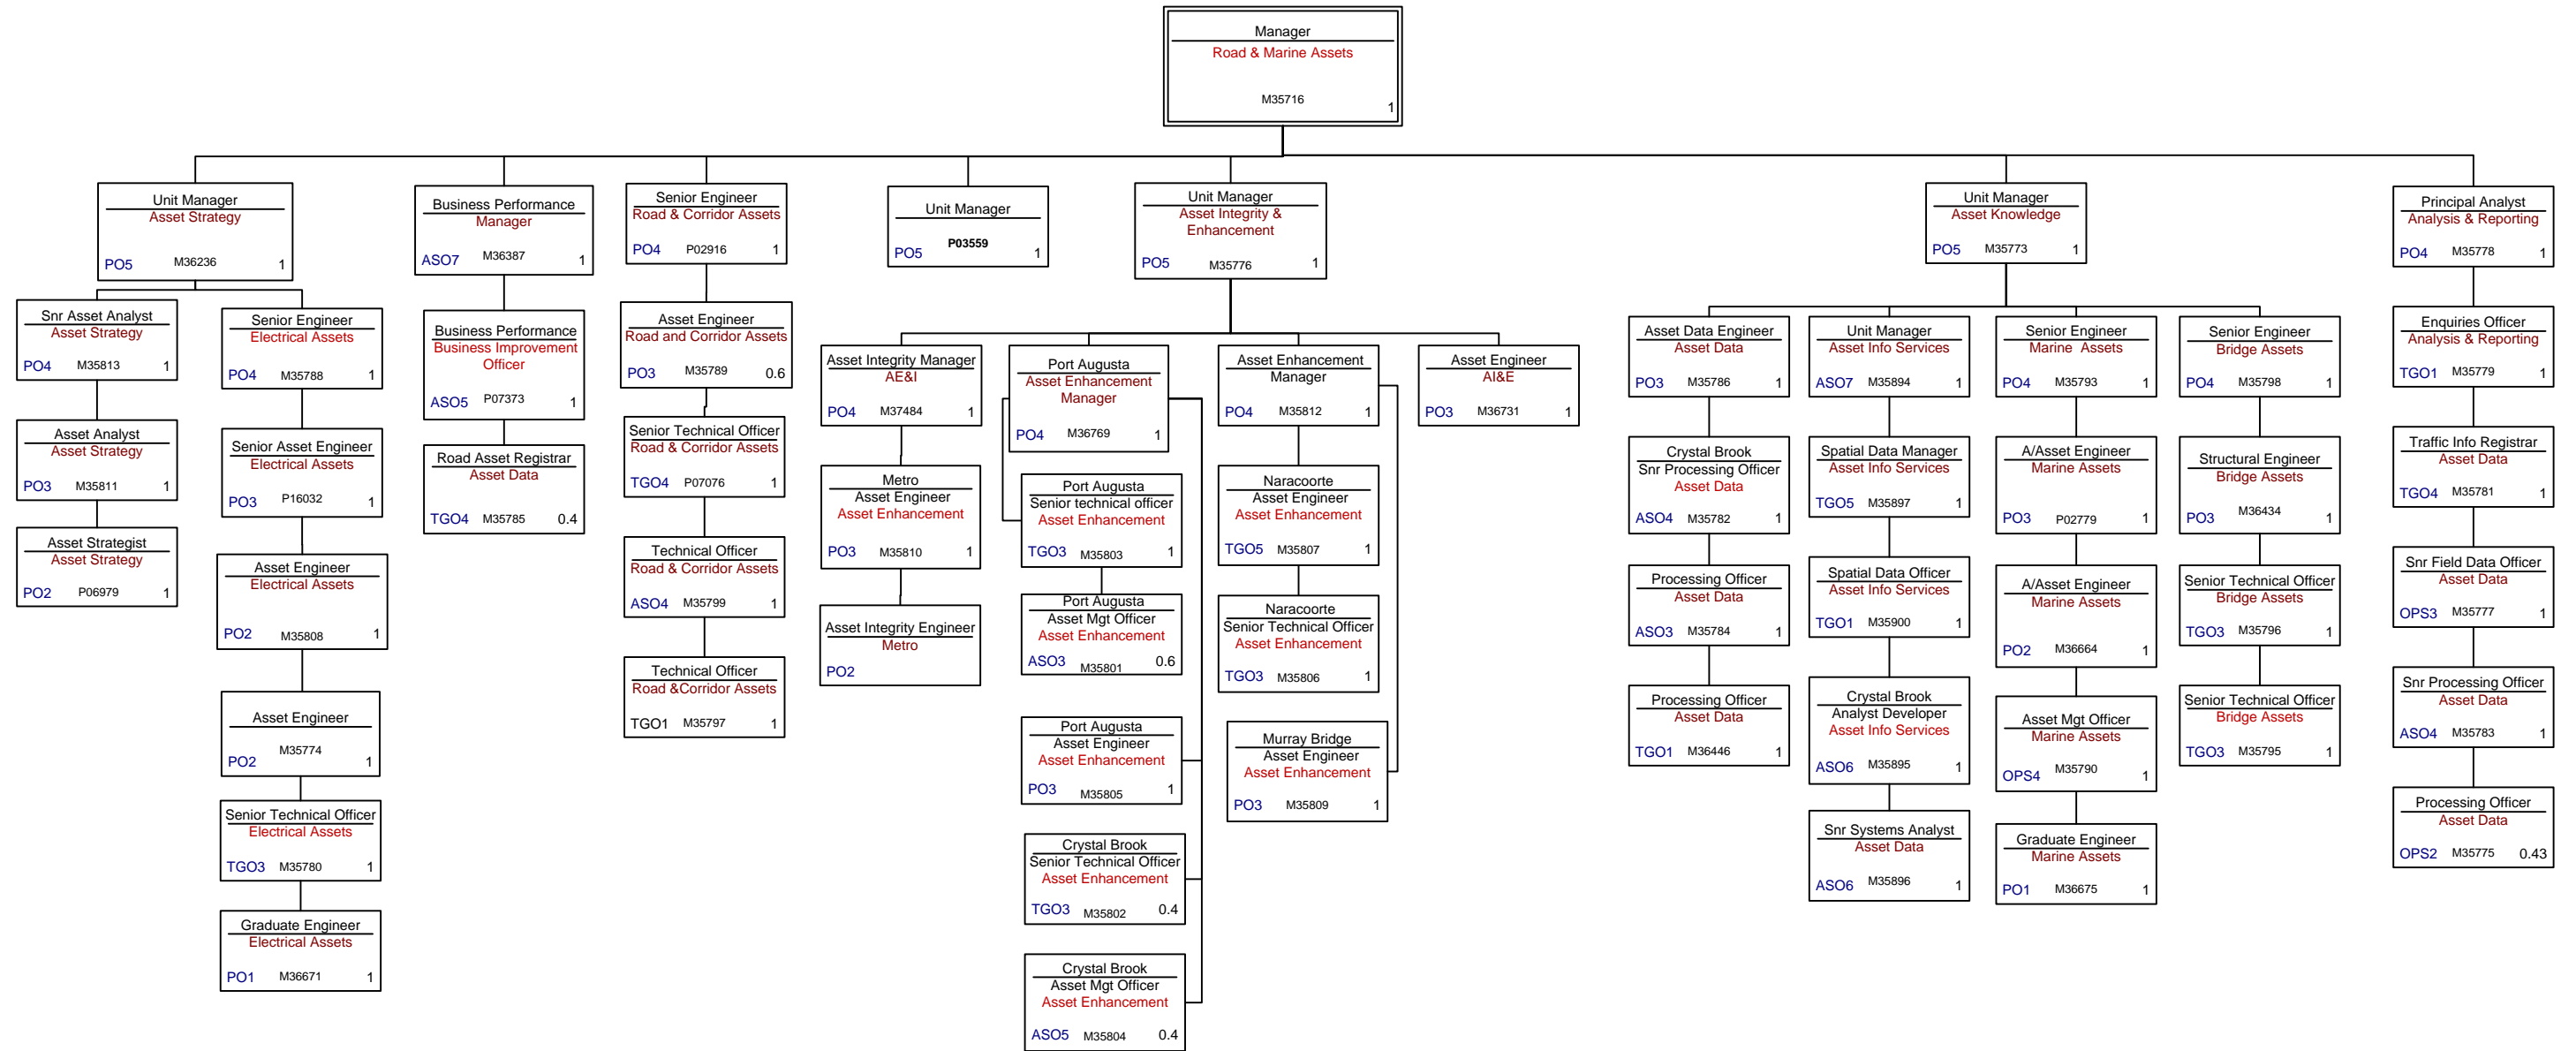 Manager
Road & Marine Assets
M35716
1
Unit Manager
Asset Strategy
PO5 M36236 1
Snr Asset Analyst
Asset Strategy
PO4 M35813 1
Asset Analyst
Asset Strategy
PO3 M35811 1
Asset Strategist
Asset Strategy
PO2 P06979 1
Senior Engineer
Electrical Assets
PO4 M35788 1
Senior Asset Engineer
Electrical Assets
PO3 P16032 1
Asset Engineer
Electrical Assets
PO2 M35808 1
Asset Engineer
M35774
PO2 1
Senior Technical Officer
Electrical Assets
TGO3 M35780 1
Graduate Engineer
Electrical Assets
PO1 M36671 1
Business Performance
Manager
ASO7 M36387 1
Business Performance
Business Improvement
Officer
ASO5 P07373 1
Road Asset Registrar
Asset Data
TGO4 M35785 0.4
Senior Engineer
Road & Corridor Assets
PO4 P02916 1
Asset Engineer
Road and Corridor Assets
PO3 M35789 0.6
Senior Technical Officer
Road & Corridor Assets
TGO4 P07076 1
Technical Officer
Road & Corridor Assets
ASO4 M35799 1
Technical Officer
Road &Corridor Assets
TGO1 M35797 1
Unit Manager
P03559
PO5 1
Unit Manager
Asset Integrity &
Enhancement
PO5 M35776 1
Asset Integrity Manager
AE&I
PO4 M37484 1
Metro
Asset Engineer
Asset Enhancement
PO3 M35810 1
Asset Integrity Engineer
Metro
PO2
Port Augusta
Asset Enhancement
Manager
PO4 M36769 1
Port Augusta
Senior technical officer
Asset Enhancement
TGO3 M35803 1
Port Augusta
Asset Mgt Officer
Asset Enhancement
ASO3 M35801 0.6
Port Augusta
Asset Engineer
Asset Enhancement
PO3 M35805 1
Crystal Brook
Senior Technical Officer
Asset Enhancement
TGO3 M35802 0.4
Crystal Brook
Asset Mgt Officer
Asset Enhancement
ASO5 M35804 0.4
Asset Enhancement
Manager
PO4 M35812 1
Naracoorte
Asset Engineer
Asset Enhancement
TGO5 M35807 1
Naracoorte
Senior Technical Officer
Asset Enhancement
TGO3 M35806 1
Murray Bridge
Asset Engineer
Asset Enhancement
PO3 M35809 1
Asset Engineer
AI&E
PO3 M36731 1
Unit Manager
Asset Knowledge
PO5 M35773 1
Asset Data Engineer
Asset Data
PO3 M35786 1
Crystal Brook
Snr Processing Officer
Asset Data
ASO4 M35782 1
Processing Officer
Asset Data
ASO3 M35784 1
Processing Officer
Asset Data
TGO1 M36446 1
Unit Manager
Asset Info Services
ASO7 M35894 1
Spatial Data Manager
Asset Info Services
TGO5 M35897 1
Spatial Data Officer
Asset Info Services
TGO1 M35900 1
Crystal Brook
Analyst Developer
Asset Info Services
ASO6 M35895 1
Snr Systems Analyst
Asset Data
ASO6 M35896 1
Senior Engineer
Marine Assets
PO4 M35793 1
A/Asset Engineer
Marine Assets
PO3 P02779 1
A/Asset Engineer
Marine Assets
PO2 M36664 1
Asset Mgt Officer
Marine Assets
OPS4 M35790 1
Graduate Engineer
Marine Assets
PO1 M36675 1
Senior Engineer
Bridge Assets
PO4 M35798 1
Structural Engineer
Bridge Assets
PO3 M36434 1
Senior Technical Officer
Bridge Assets
TGO3 M35796 1
Senior Technical Officer
Bridge Assets
TGO3 M35795 1
Principal Analyst
Analysis & Reporting
PO4 M35778 1
Enquiries Officer
Analysis & Reporting
TGO1 M35779 1
Traffic Info Registrar
Asset Data
TGO4 M35781 1
Snr Field Data Officer
Asset Data
OPS3 M35777 1
Snr Processing Officer
Asset Data
ASO4 M35783 1
Processing Officer
Asset Data
OPS2 M35775 0.43